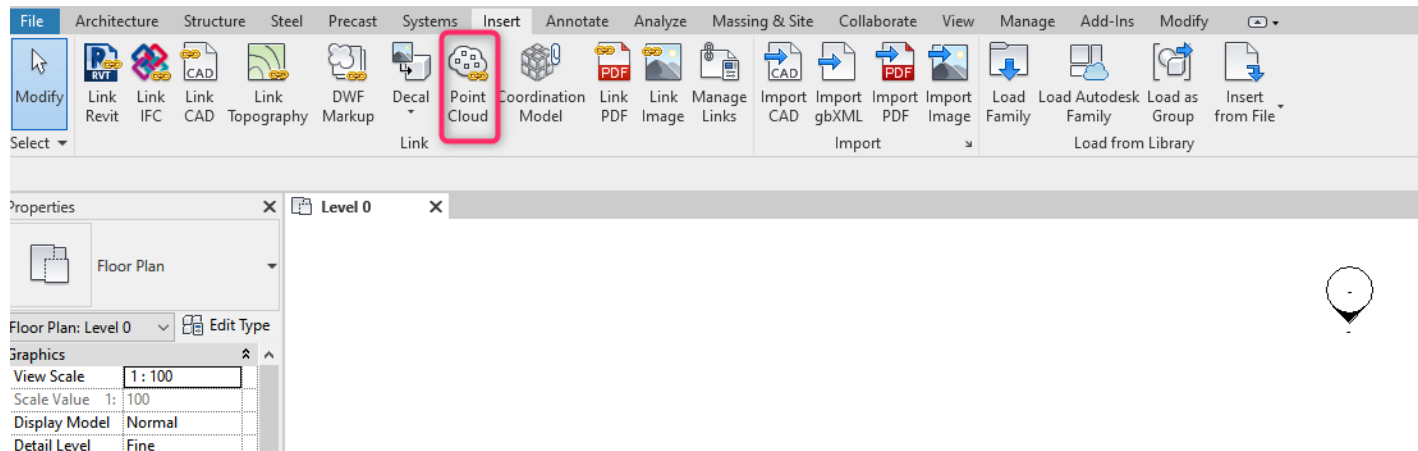 File Architecture Structure Steel Precast Systems Insert Annotate Analyze Massing & Site Collaborate View Manage Add-Ins Modify
RVT CAD PDF CAD PDF
Modify Link Link Link Link DWF Decal Point Coordination Link Link Manage Import Import Import Import Load Load Autodesk Load as Insert
Revit IFC CAD Topography Markup Cloud Model PDF Image Links CAD gbXML PDF Image Family Family Group from File
Select Link Import Load from Library
Properties Level 0
Floor Plan
Floor Plan: Level 0 Edit Type
Graphics
View Scale 1 : 100
Scale Value 1: 100
Display Model Normal
Detail Level Fine